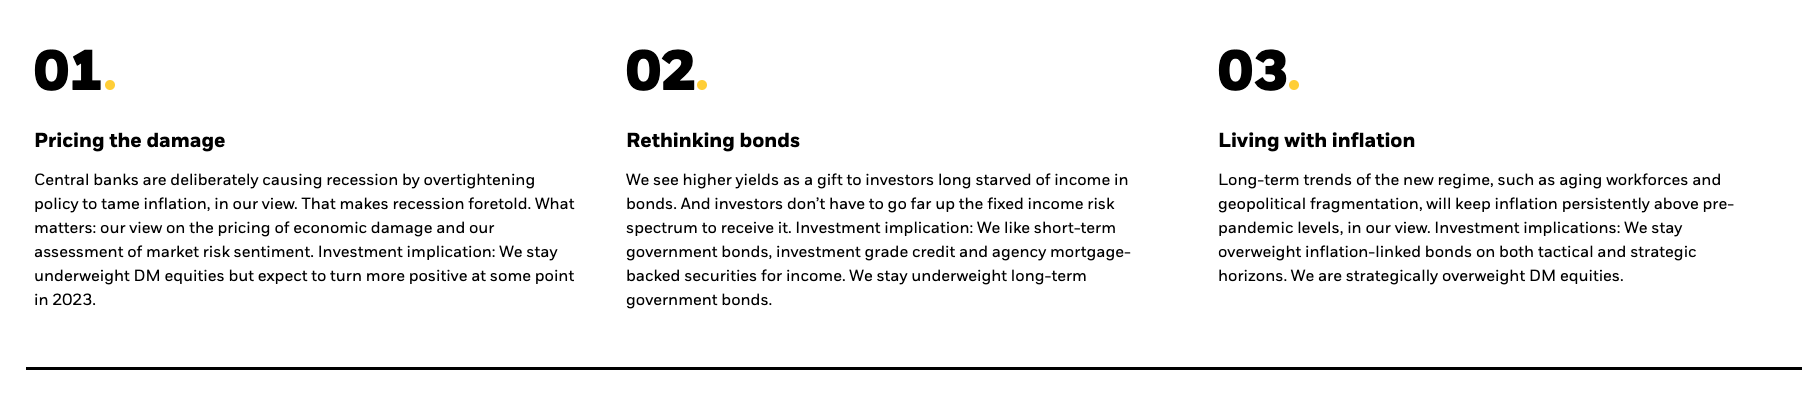 01.
Pricing the damage
Central banks are deliberately causing recession by overtightening
policy to tame inflation, in our view. That makes recession foretold. What
matters: our view on the pricing of economic damage and our
assessment of market risk sentiment. Investment implication: We stay
underweight DM equities but expect to turn more positive at some point
in 2023.
02.
Rethinking bonds
We see higher yields as a gift to investors long starved of income in
bonds. And investors don’t have to go far up the fixed income risk
spectrum to receive it. Investment implication: We like short-term
government bonds, investment grade credit and agency mortgage-
backed securities for income. We stay underweight long-term
government bonds.
03.
Living with inflation
Long-term trends of the new regime, such as aging workforces and
geopolitical fragmentation, will keep inflation persistently above pre-
pandemic levels, in our view. Investment implications: We stay
overweight inflation-linked bonds on both tactical and strategic
horizons. We are strategically overweight DM equities.